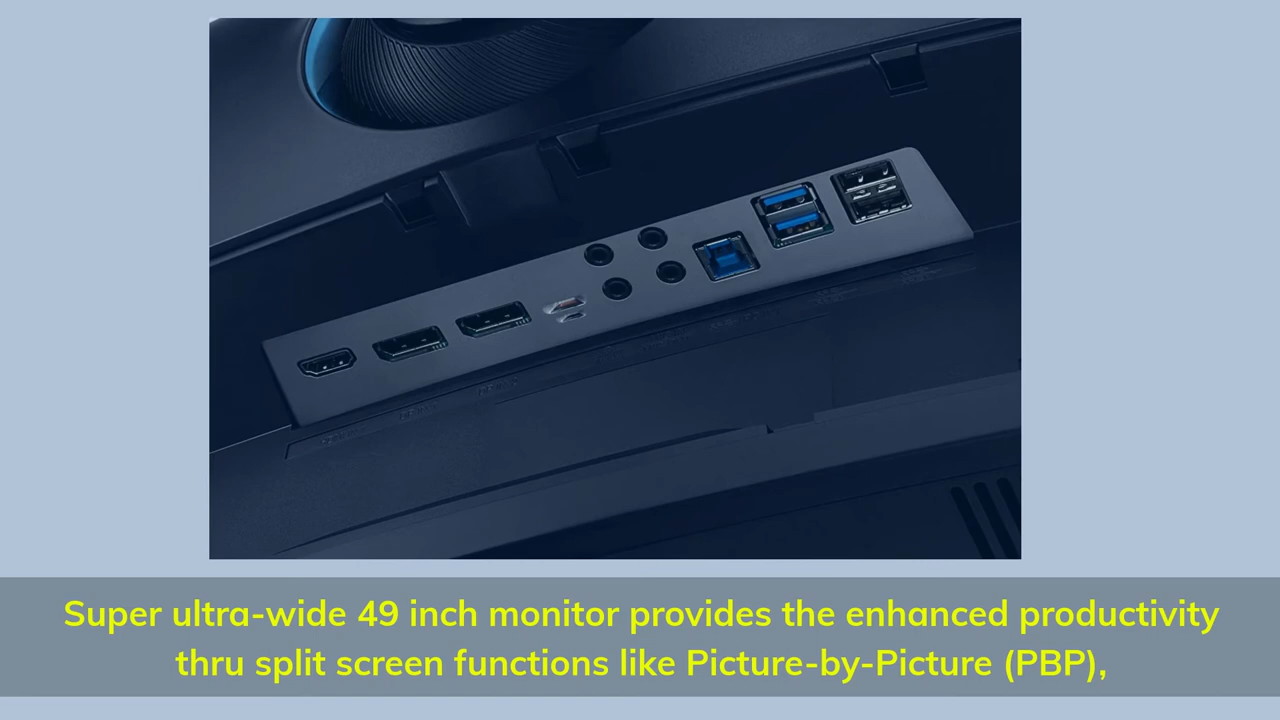 Super ultra-wide 49 inch monitor provides the enhanced productivity
thru split screen functions like Picture-by-Picture (PBP),